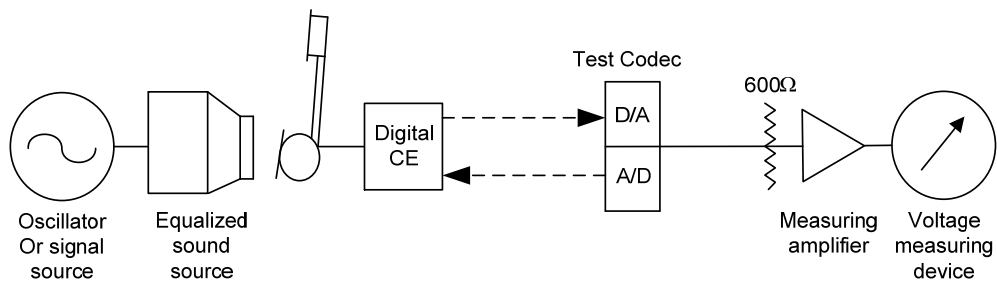 Test Codec
600Ω
Digital
CE
D/A
A/D
Oscillator
Or signal
source
Equalized
sound
source
Measuring
amplifier
Voltage
measuring
device